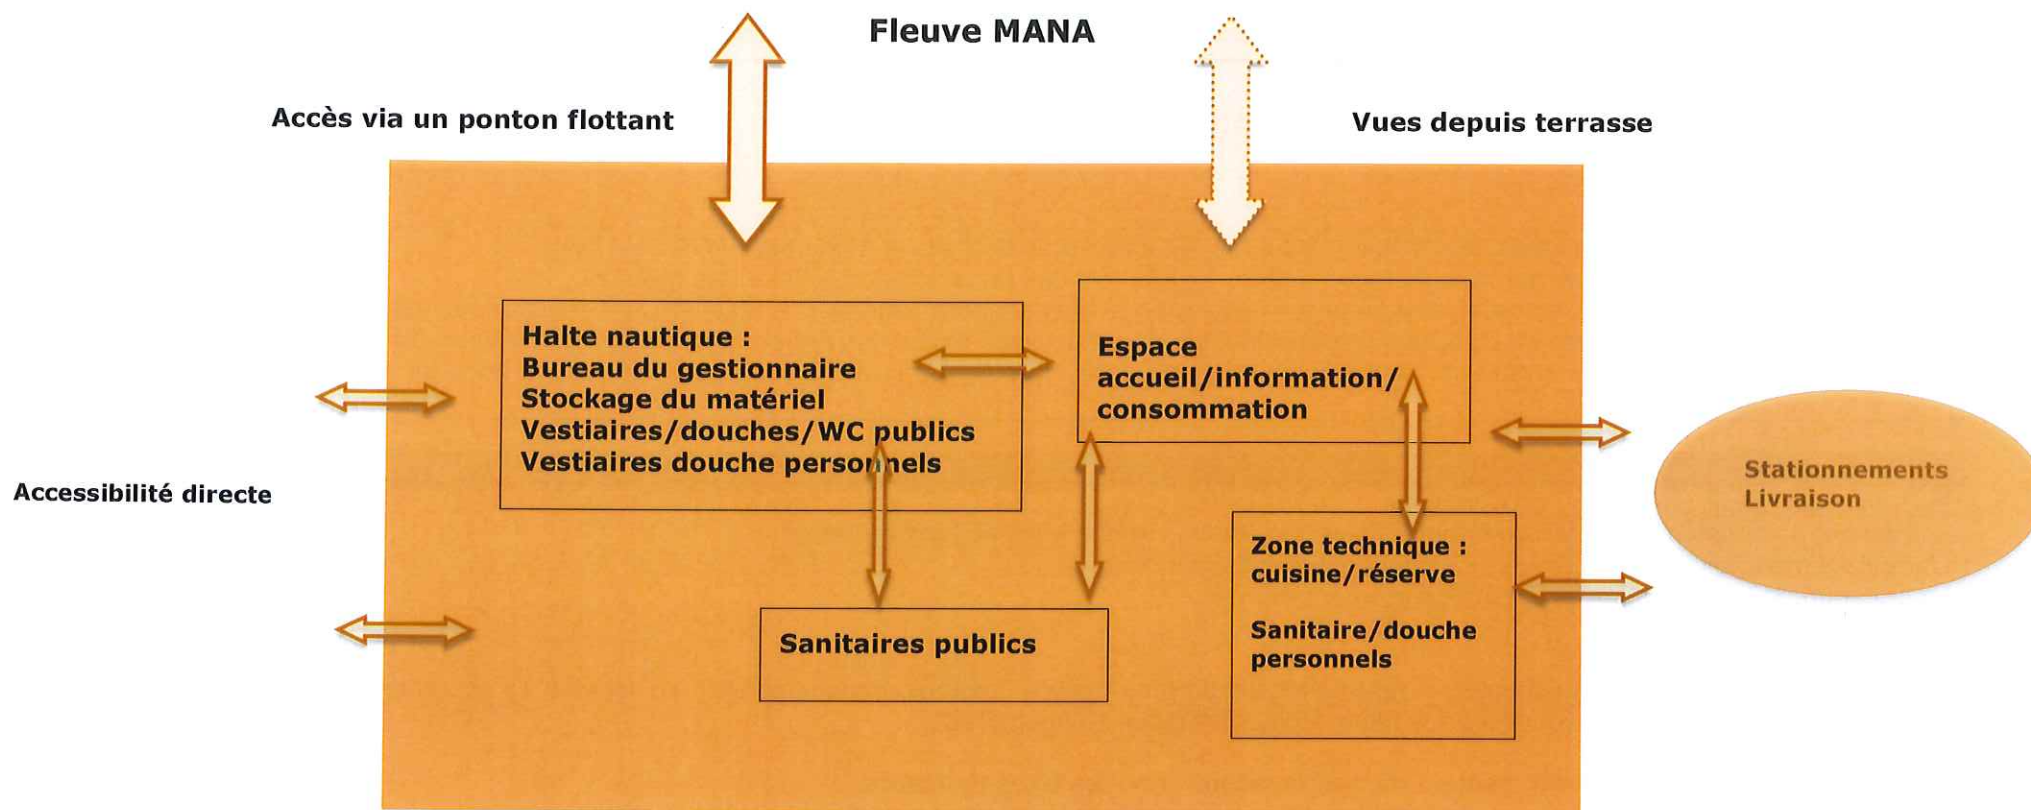 Fleuve MANA
Accès via un ponton flottant
Vues depuis terrasse
Halte nautique :
Bureau du gestionnaire
Stockage du matériel
Vestiaires/douches/WC publics
Vestiaires douche personnels
Espace
accueil/information/
consommation
Accessibilité directe
Stationnements
Livraison
Zone technique :
cuisine/réserve
Sanitaire/douche
personnels
Sanitaires publics